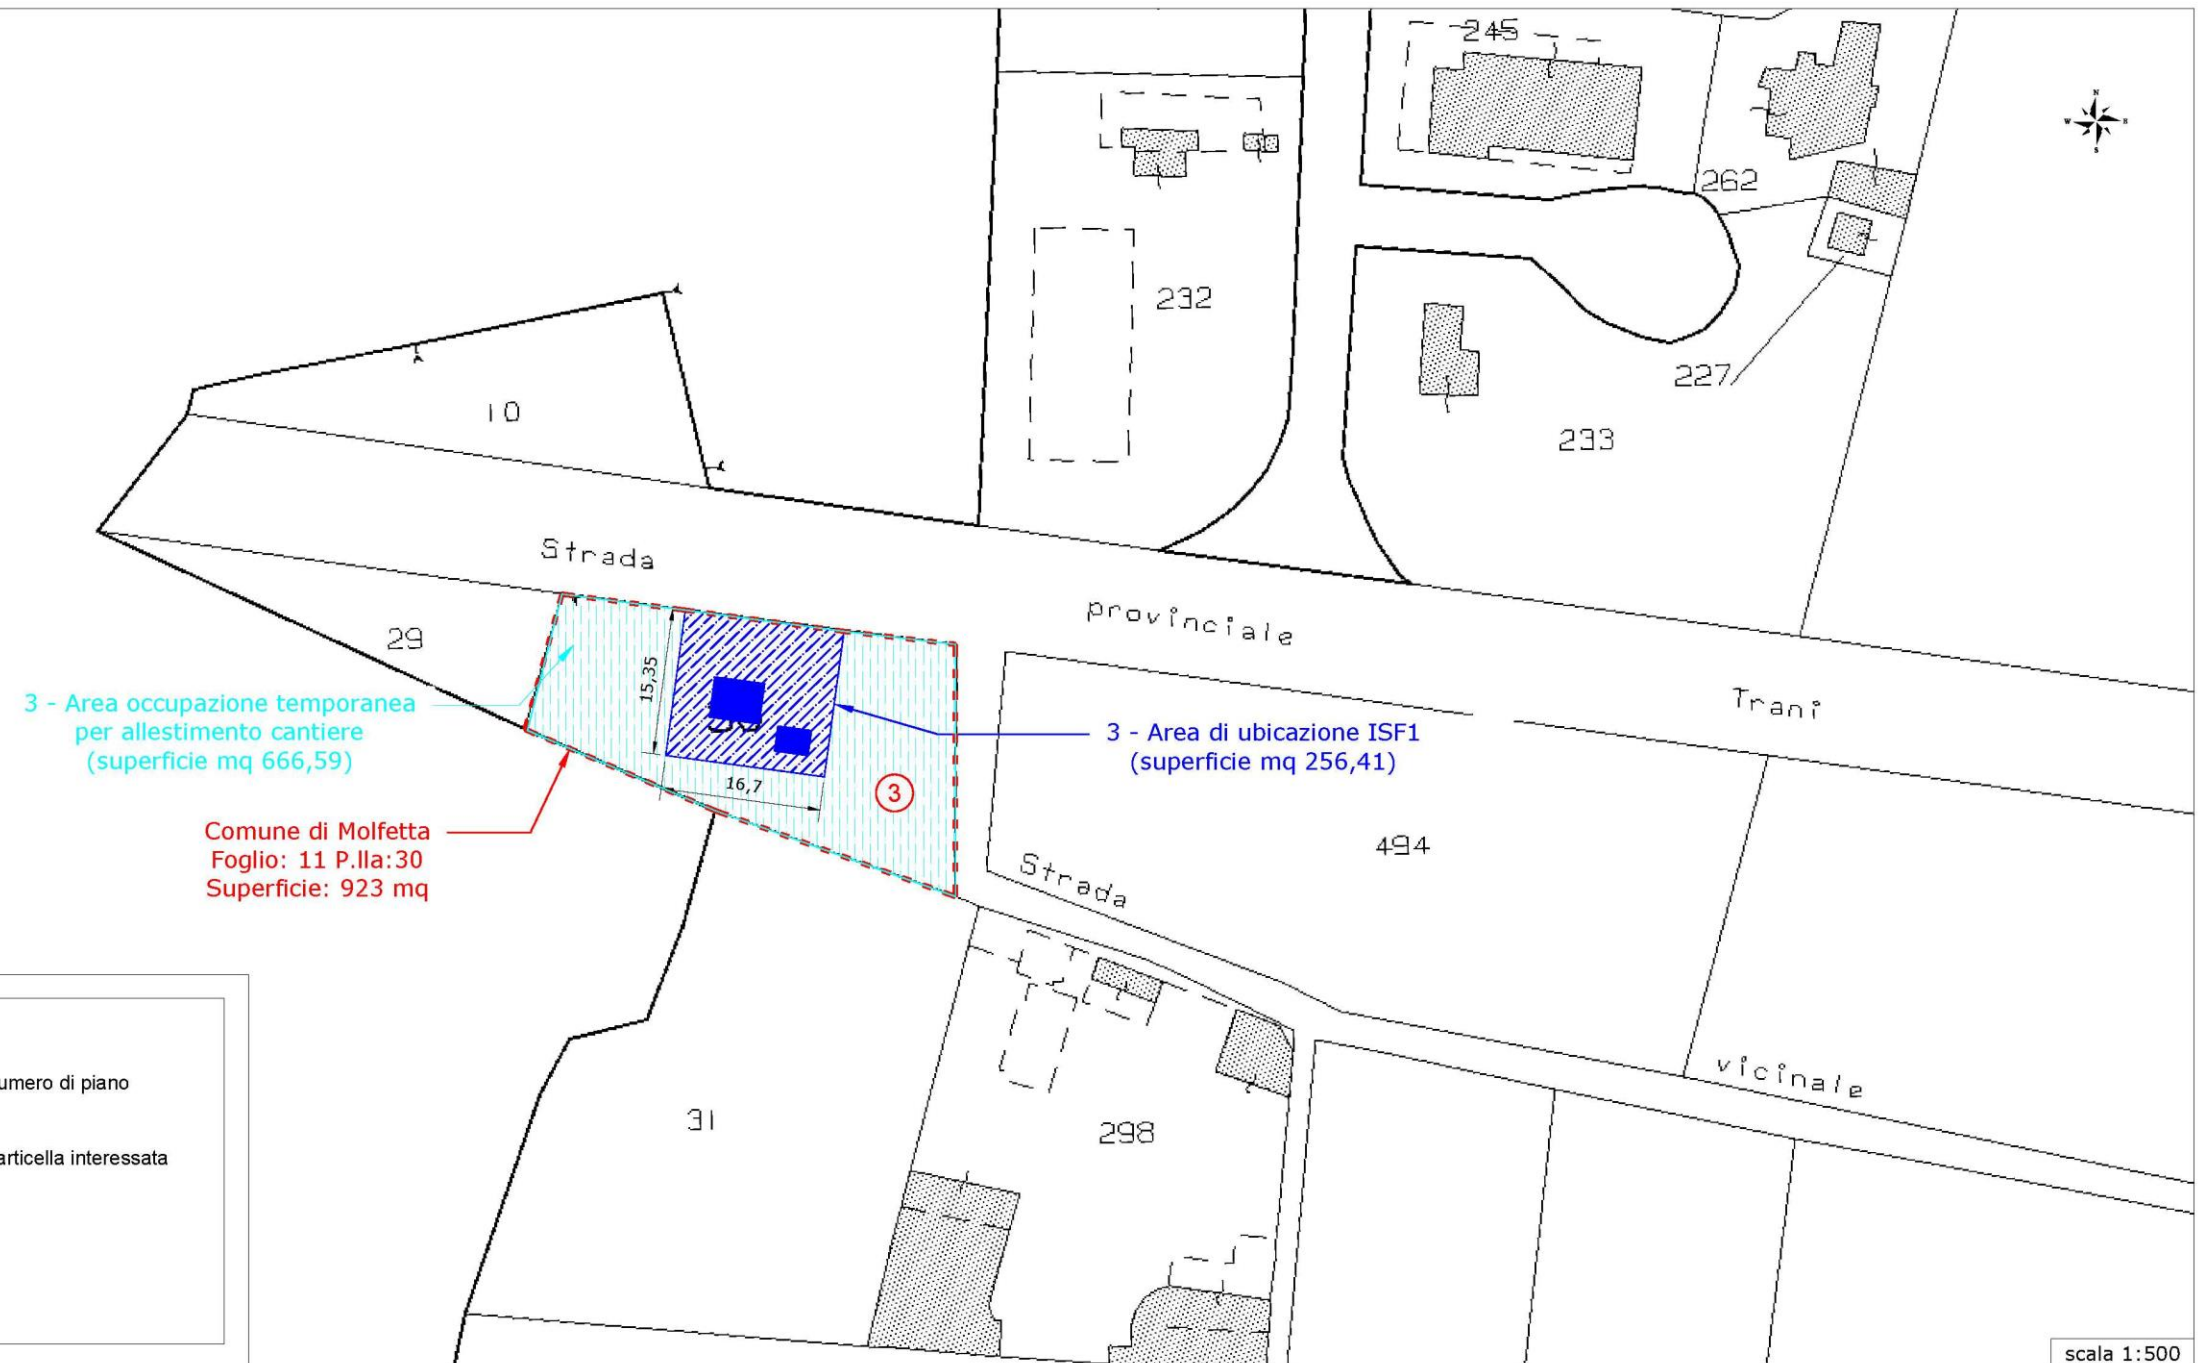 245
N
W
E
S
262
232
227
10
233
Strada
provinciale
Trani
29
15,35
3 - Area occupazione temporanea
per allestimento cantiere
(superficie mq 666,59)
3 - Area di ubicazione ISF1
(superficie mq 256,41)
16,7
3
Comune di Molfetta
Foglio: 11 P.lla:30
Superficie: 923 mq
494
Strada
vicinale
umero di piano
articella interessata
31
298
scala 1:500